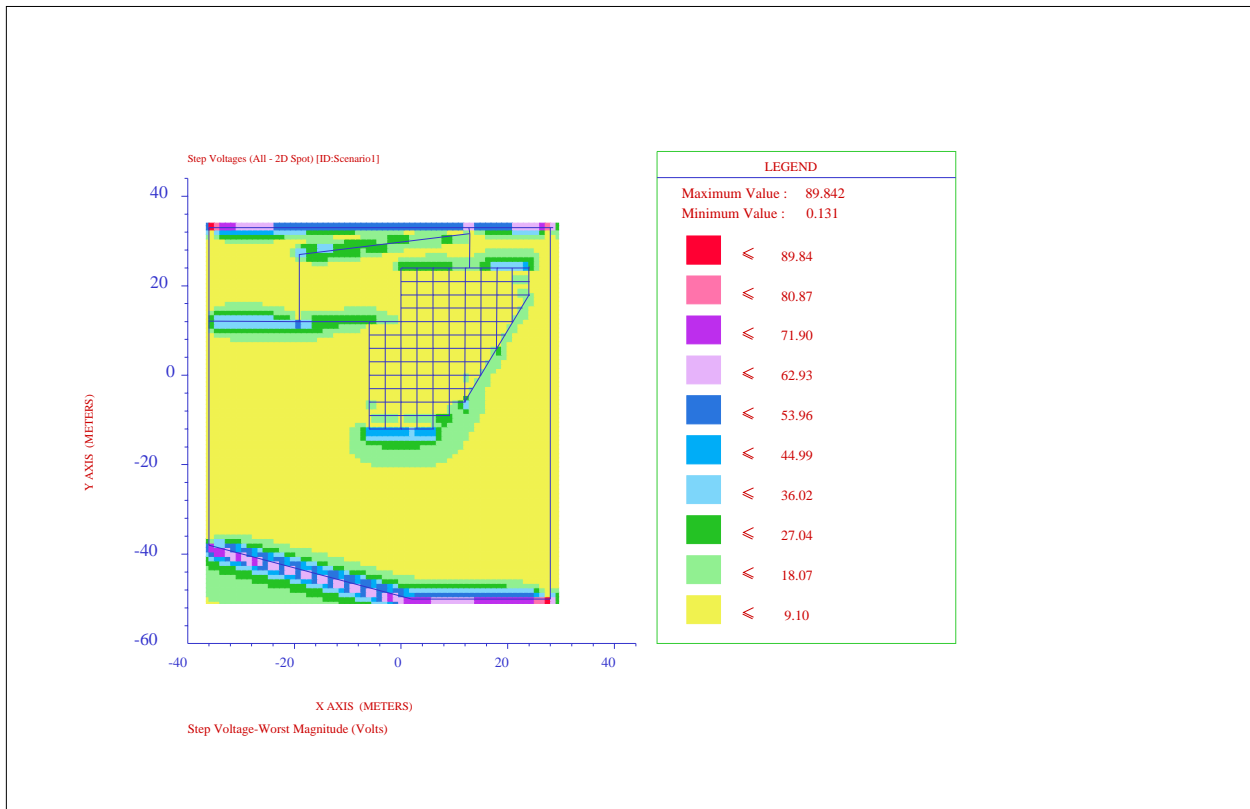 Step Voltages (All - 2D Spot) [ID:Scenario1]
LEGEND
Maximum Value : 89.842
Minimum Value : 0.131
⩽ 89.84
⩽ 80.87
⩽ 71.90
⩽ 62.93
⩽ 53.96
⩽ 44.99
⩽ 36.02
⩽ 27.04
⩽ 18.07
⩽ 9.10
40
20
0
-20
-40
-60
Y AXIS (METERS)
-40 -20 0 20 40
X AXIS (METERS)
Step Voltage-Worst Magnitude (Volts)